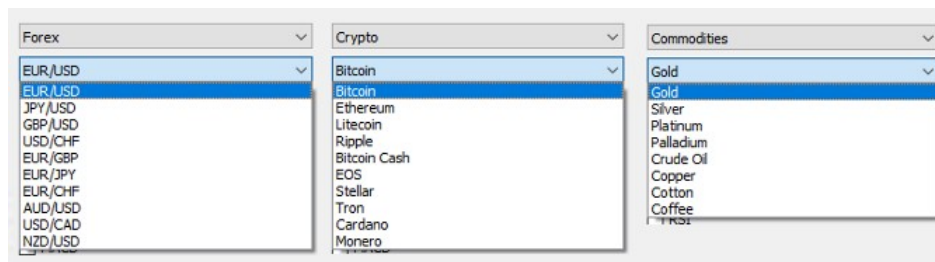 Forex
EUR/USD
EUR/USD
JPY/USD
GBP/USD
USD/CHF
EUR/GBP
EUR/JPY
EUR/CHF
AUD/USD
USD/CAD
NZD/USD
Crypto
Bitcoin
Bitcoin
Ethereum
Litecoin
Ripple
Bitcoin Cash
EOS
Stellar
Tron
Cardano
Monero
Commodities
Gold
Gold
Silver
Platinum
Palladium
Crude Oil
Copper
Cotton
Coffee